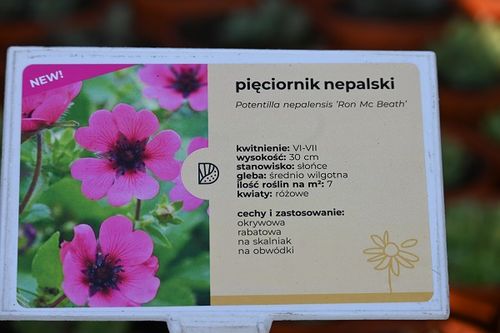 NEW!
pięciornik nepalski
Potentilla nepalensis 'Ron Mc Beath'
kwitnienie: VI-VII
wysokość: 30 cm
stanowisko: słońce
gleba: średnio wilgotna
ilość roślin na m²: 7
kwiaty: różowe
cechy i zastosowanie:
okrywowa
rabatowa
na skalniak
na obwódki